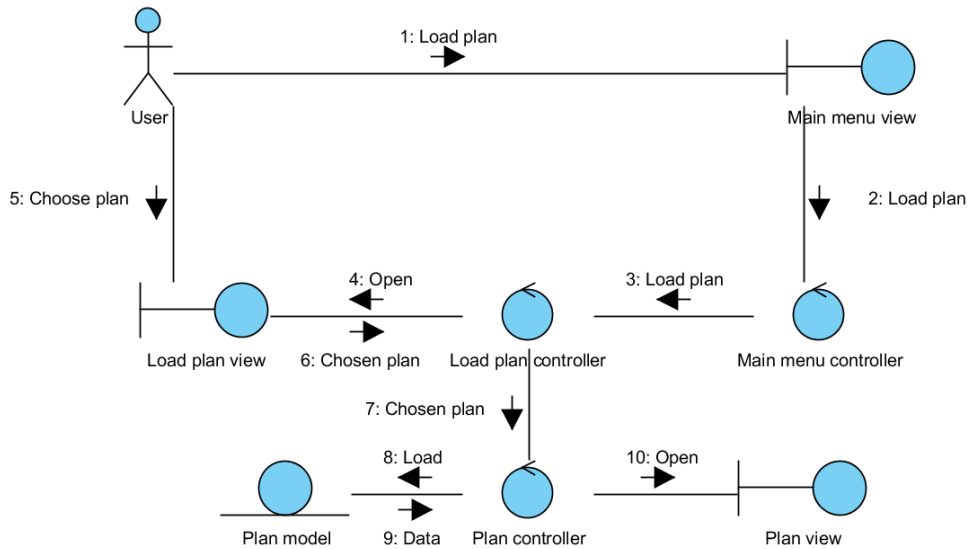 1: Load plan
User
Main menu view
5: Choose plan
2: Load plan
4: Open
3: Load plan
Load plan view
6: Chosen plan
Load plan controller
Main menu controller
7: Chosen plan
8: Load
10: Open
Plan model
9: Data
Plan controller
Plan view